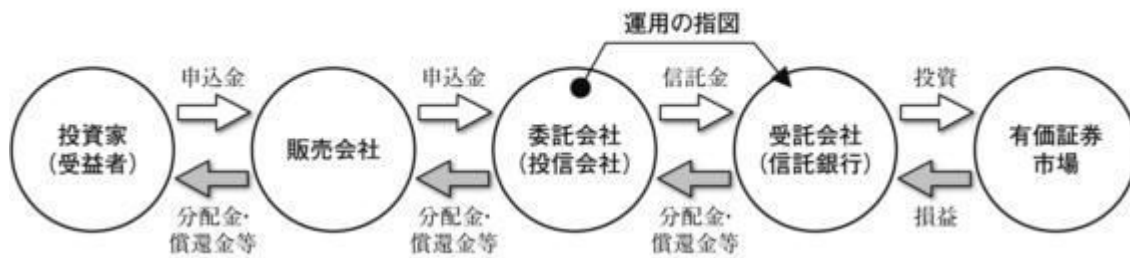 運用の指図
申込金
申込金
信託金
投資
投資家
(受益者)
販売会社
委託会社
(投信会社)
受託会社
(信託銀行)
有価証券
市場
分配金・
償還金等
分配金・
償還金等
分配金・
償還金等
損益